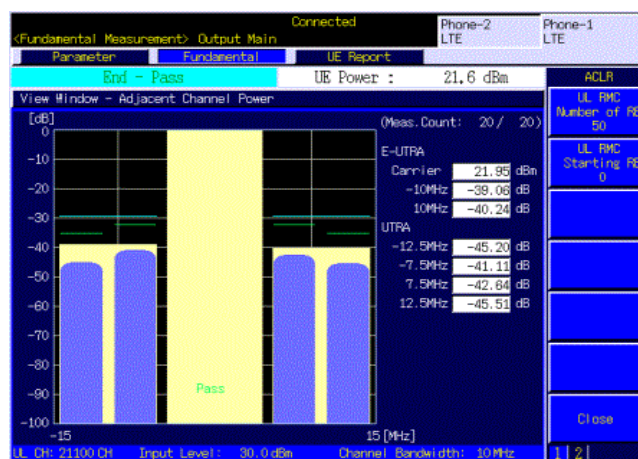 Connected
<Fundamental Measurement> Output Main
Phone-2
LTE
Phone-1
LTE
Parameter
Fundamental
UE Report
End - Pass
UE Power : 21.6 dBm
ACLR
View Window - Adjacent Channel Power
UL RMC
Number of RB
50
UL RMC
Starting RB
0
Close
1 2
[dB]
0
-10
-20
-30
-40
-50
-60
-70
-80
-90
-100
Pass
-15
15 [MHz]
(Meas.Count: 20 / 20)
E-UTRA
Carrier 21.95 dBm
-10MHz -39.06 dB
10MHz -40.24 dB
UTRA
-12.5MHz -45.20 dB
-7.5MHz -41.11 dB
7.5MHz -42.64 dB
12.5MHz -45.51 dB
UL CH: 21100 CH Input Level: 30.0 dBm Channel Bandwidth: 10 MHz